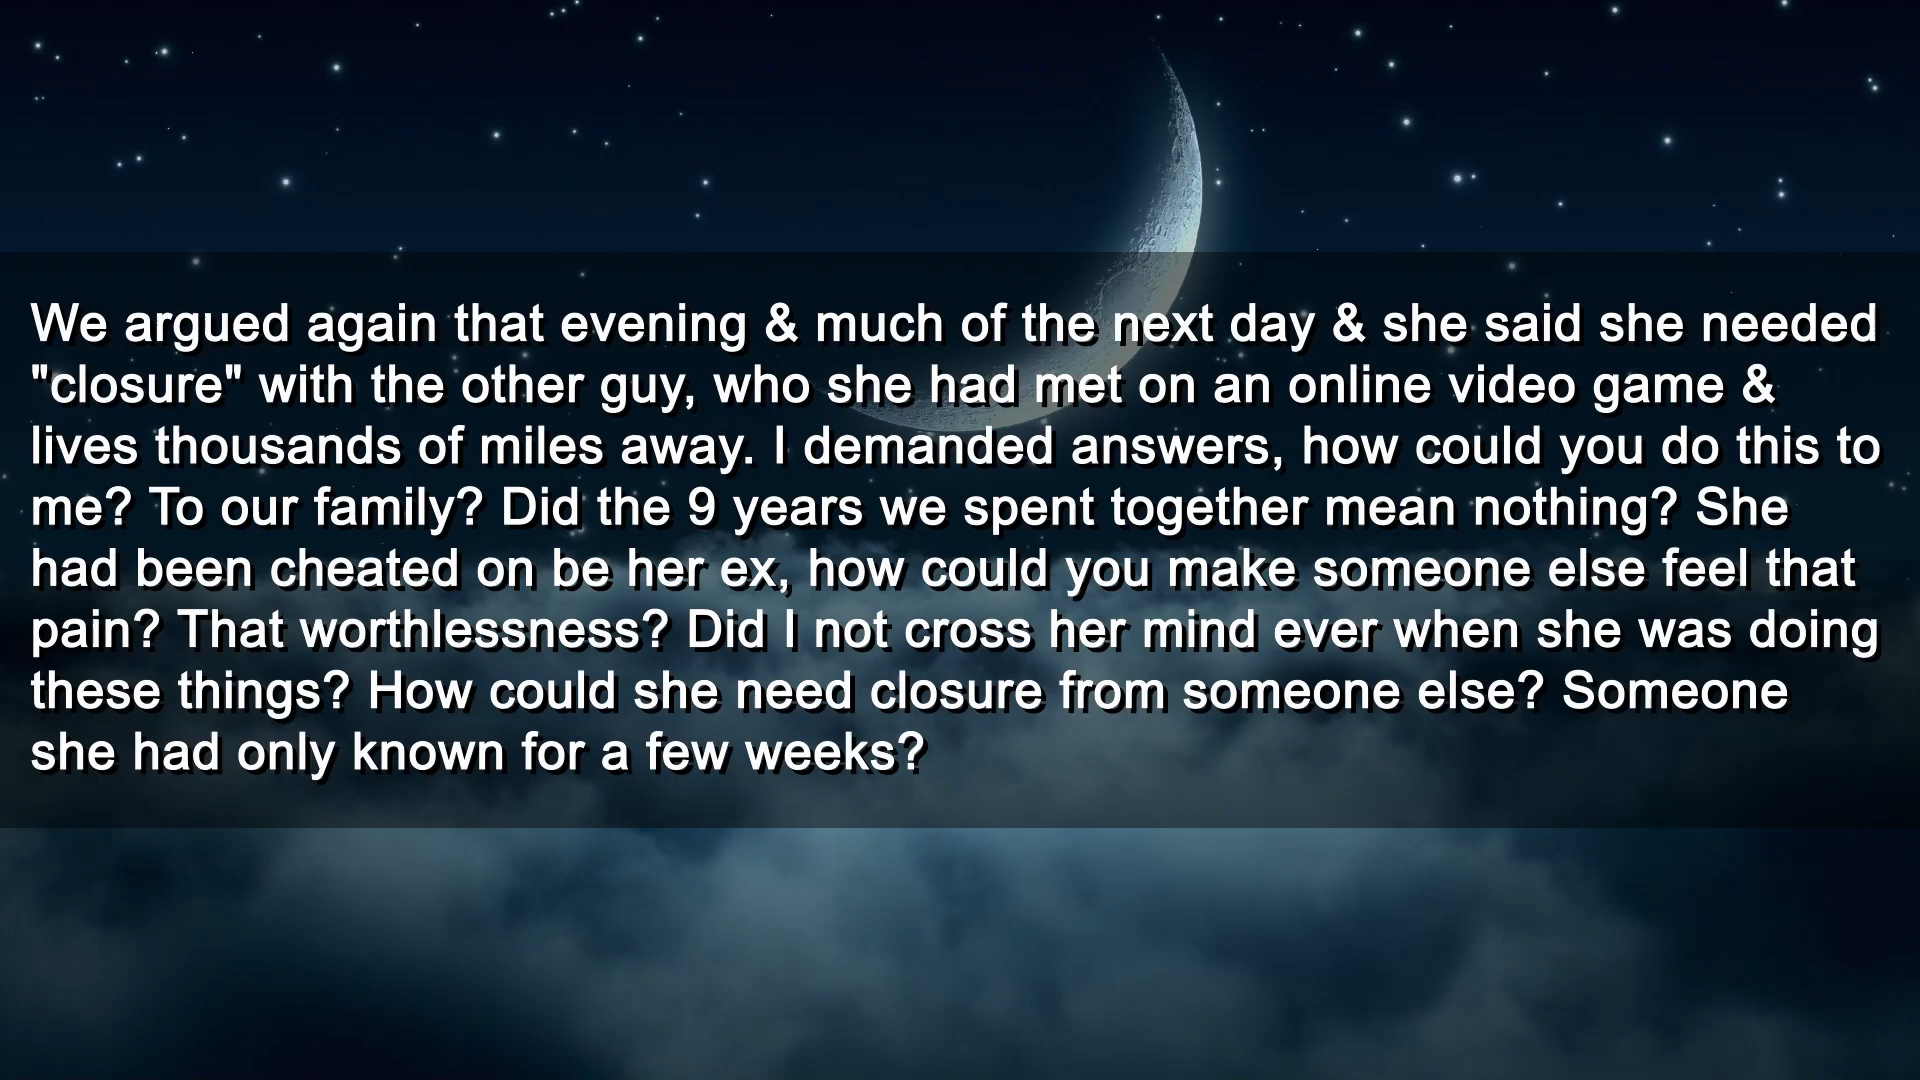 We argued again that evening & much of the next day & she said she needed
"closure" with the other guy, who she had met on an online video game &
lives thousands of miles away. I demanded answers, how could you do this to
me? To our family? Did the 9 years we spent together mean nothing? She
had been cheated on be her ex, how could you make someone else feel that
pain? That worthlessness? Did I not cross her mind ever when she was doing
these things? How could she need closure from someone else? Someone
she had only known for a few weeks?